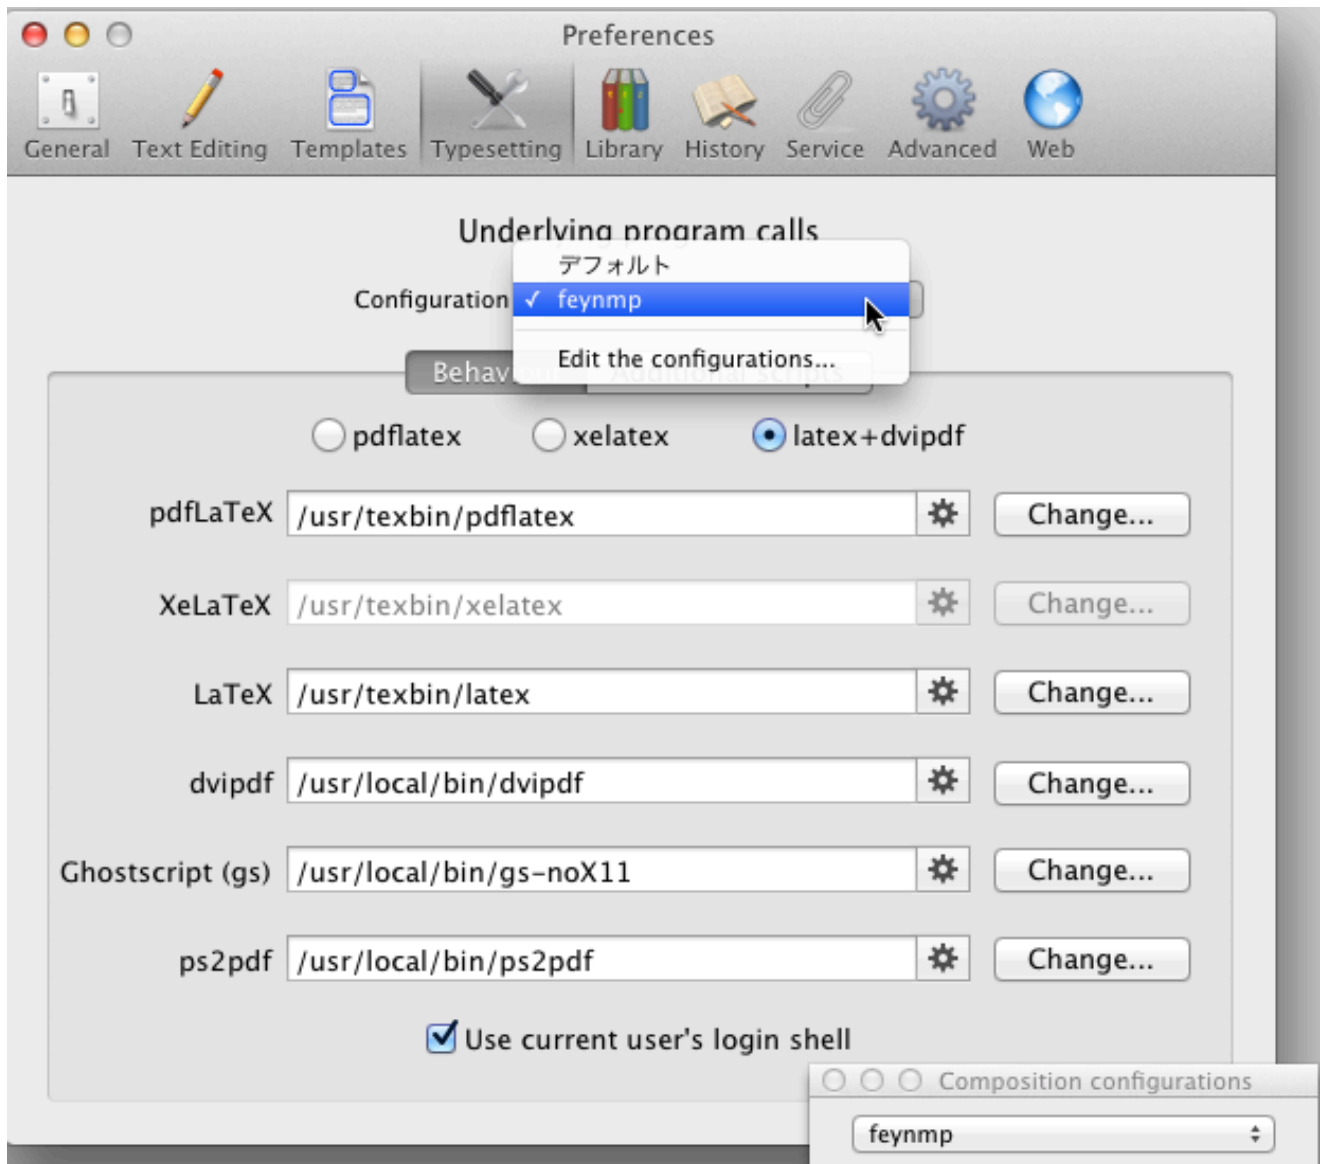 Preferences
General Text Editing Templates Typesetting Library History Service Advanced Web
Underlying program calls
デフォルト
Configuration ✓ feynmp
Edit the configurations...
Behav Additional scripts
pdflatex xelatex latex+dvipdf
pdfLaTeX /usr/texbin/pdflatex Change...
XeLaTeX /usr/texbin/xelatex Change...
LaTeX /usr/texbin/latex Change...
dvipdf /usr/local/bin/dvipdf Change...
Ghostscript (gs) /usr/local/bin/gs-noX11 Change...
ps2pdf /usr/local/bin/ps2pdf Change...
Use current user's login shell
Composition configurations
feynmp